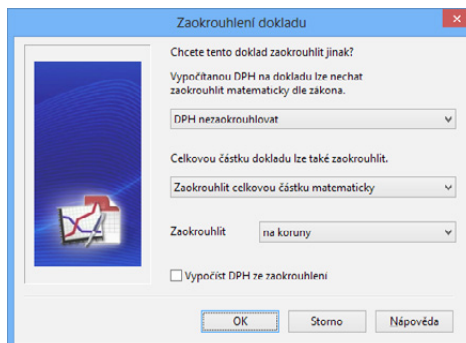 Zaokrouhlení dokladu
Chcete tento doklad zaokrouhlit jinak?
Vypočítanou DPH na dokladu lze nechat
zaokrouhlit matematicky dle zákona.
DPH nezaokrouhlovat
Celkovou částku dokladu lze také zaokrouhlit.
Zaokrouhlit celkovou částku matematicky
Zaokrouhlit na koruny
Vypočíst DPH ze zaokrouhlení
OK Storno Nápověda